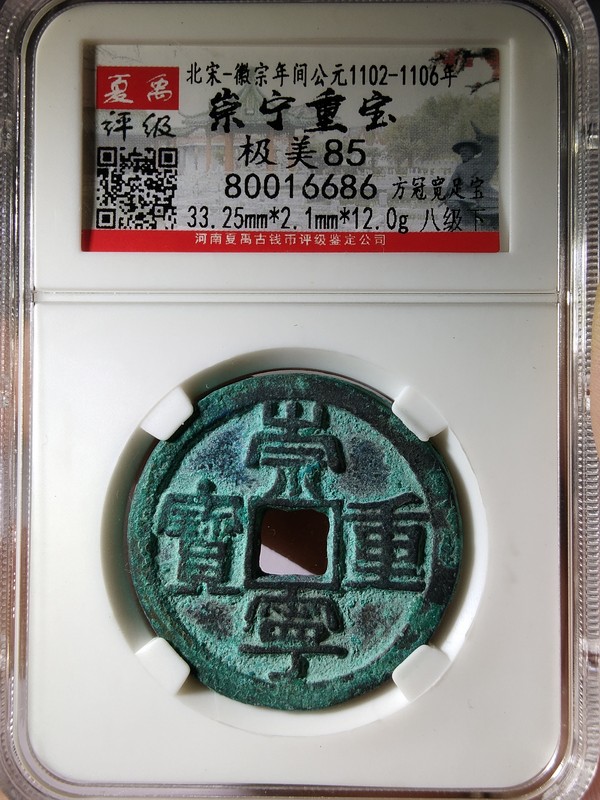 夏禹
评级
北宋-徽宗年间公元1102-1106年
崇宁重宝
极美85
80016686 方冠宽足宝
33.25mm*2.1mm*12.0g 八级下
河南夏禹古钱币评级鉴定公司
崇
寧
重
寶